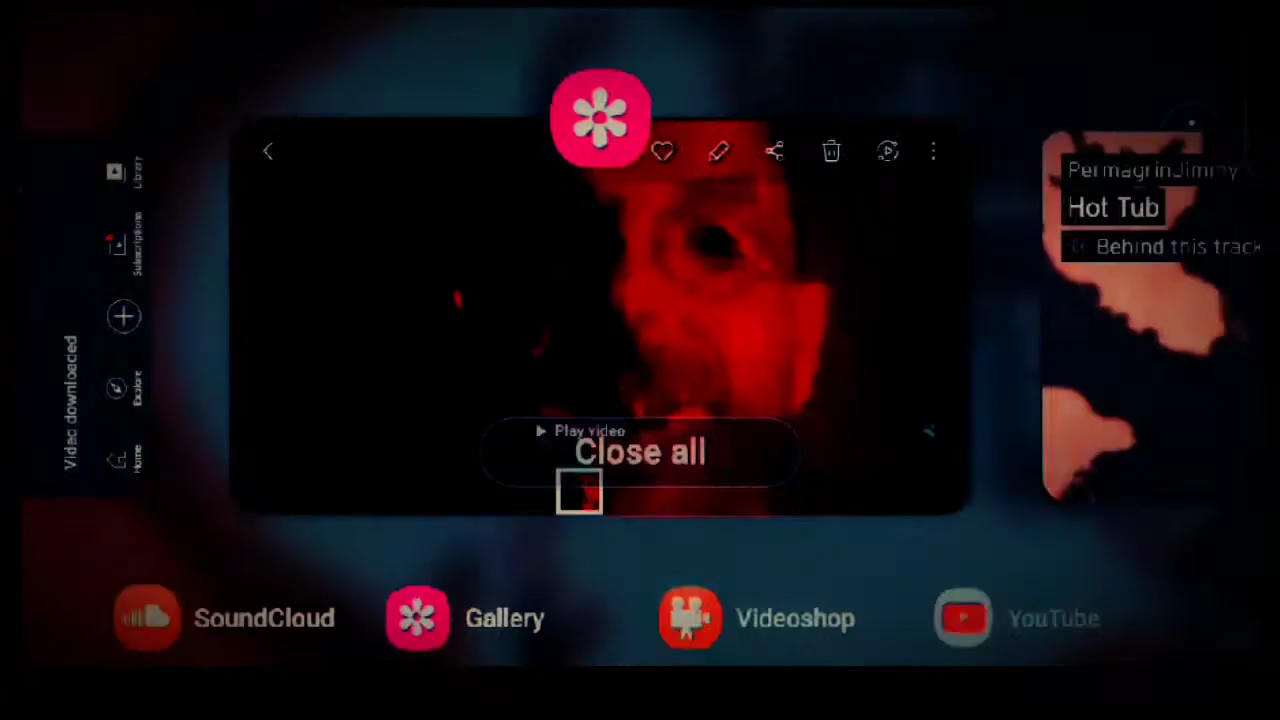 PermagrinJimmy
Hot Tub
Behind this track
Library
Subscriptions
Explore
Home
Video downloaded
Play video
Close all
SoundCloud
Gallery
Videoshop
YouTube